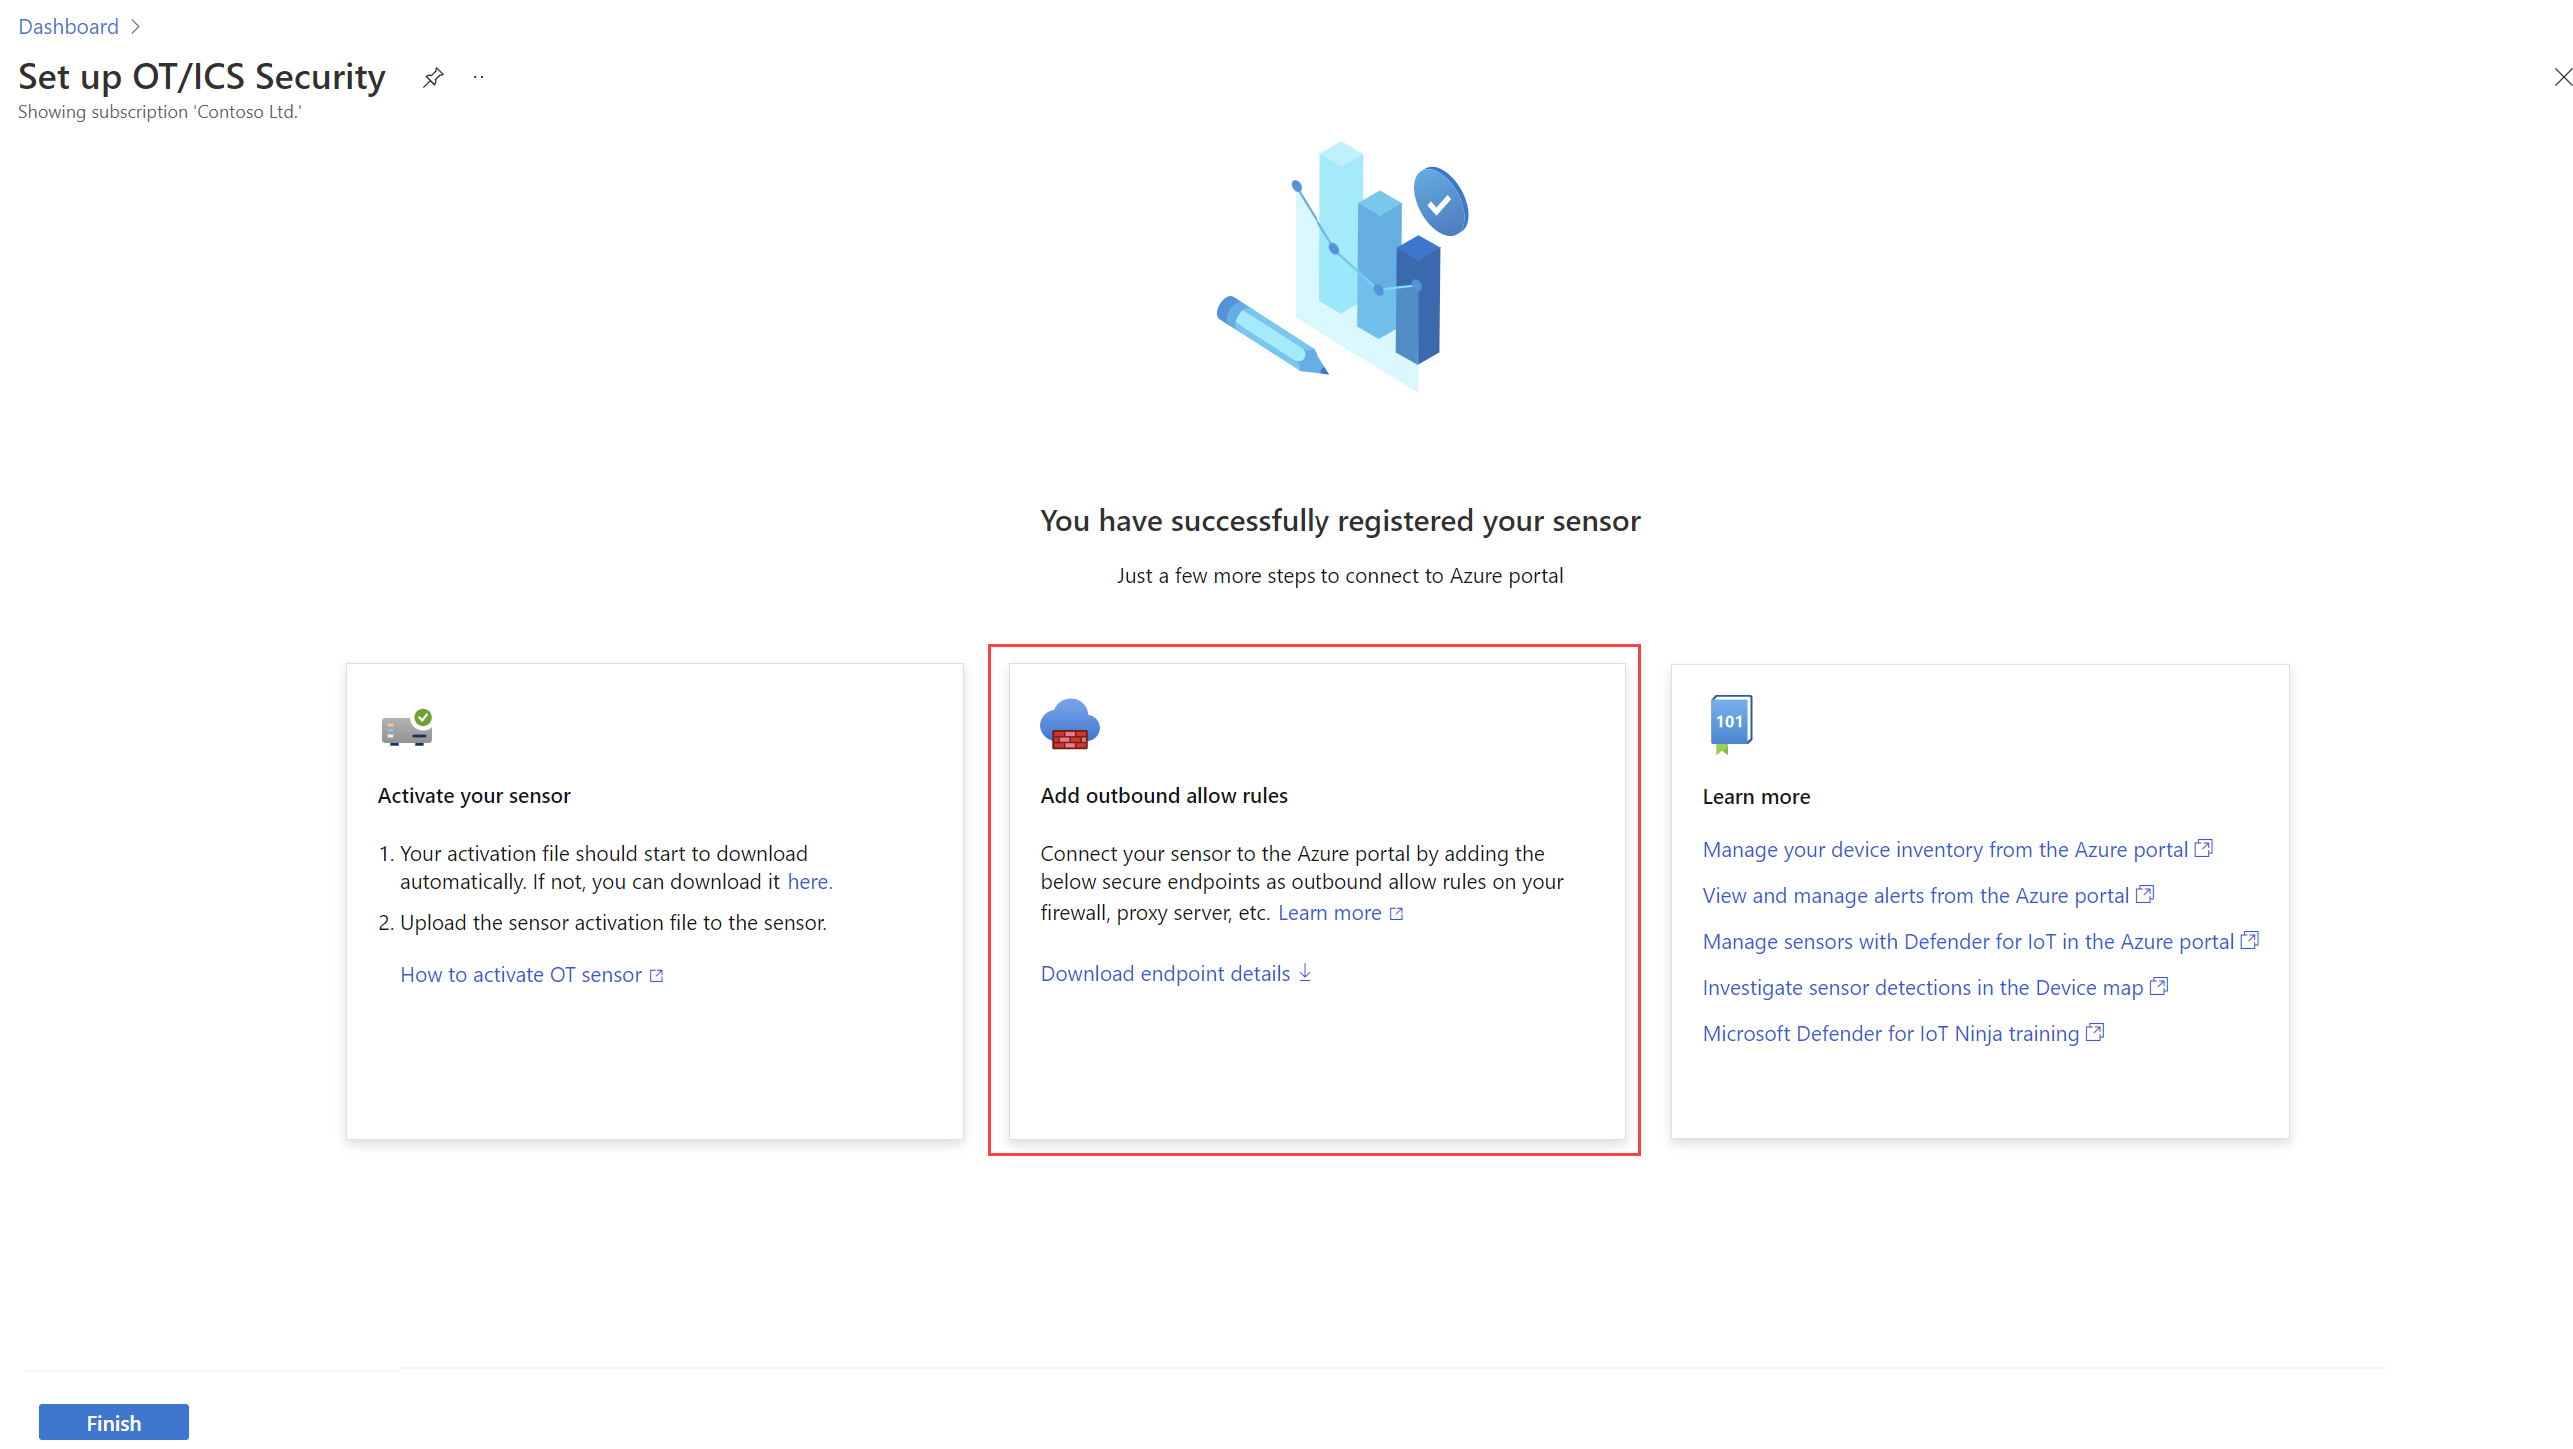 Dashboard
Set up OT/ICS Security
Showing subscription 'Contoso Ltd.'
You have successfully registered your sensor
Just a few more steps to connect to Azure portal
Activate your sensor
1. Your activation file should start to download
automatically. If not, you can download it here.
2. Upload the sensor activation file to the sensor.
How to activate OT sensor
Add outbound allow rules
Connect your sensor to the Azure portal by adding the
below secure endpoints as outbound allow rules on your
firewall, proxy server, etc. Learn more
Download endpoint details
101
Learn more
Manage your device inventory from the Azure portal
View and manage alerts from the Azure portal
Manage sensors with Defender for IoT in the Azure portal
Investigate sensor detections in the Device map
Microsoft Defender for IoT Ninja training
Finish